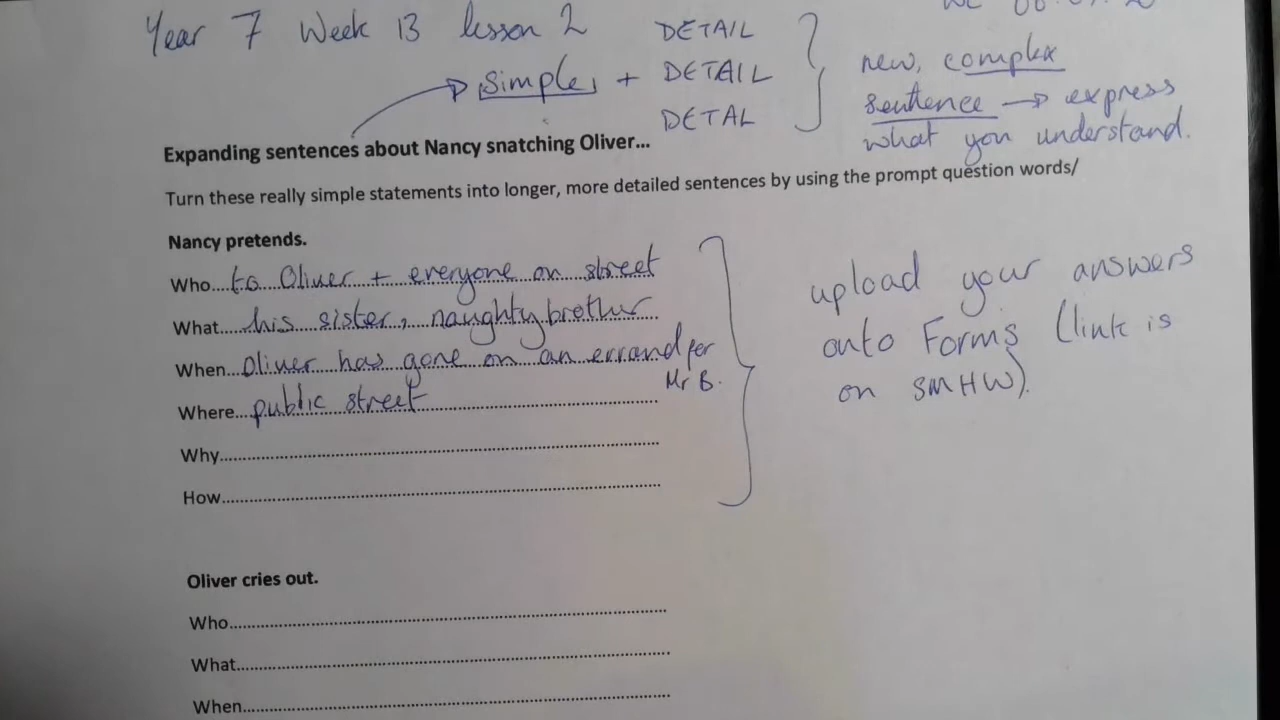 Year 7 Week 13 lesson 2
DETAIL
simple + DETAIL
DETAL
new, complex
sentence → express
what you understand.
Expanding sentences about Nancy snatching Oliver...
Turn these really simple statements into longer, more detailed sentences by using the prompt question words/
Nancy pretends.
Who...to Oliver + everyone on street
What....his sister, naughty brother
When...Oliver has gone on an errand for
Mr B.
Where...public street
Why
How
upload your answers
onto Forms (link is
on SMHW).
Oliver cries out.
Who
What
When